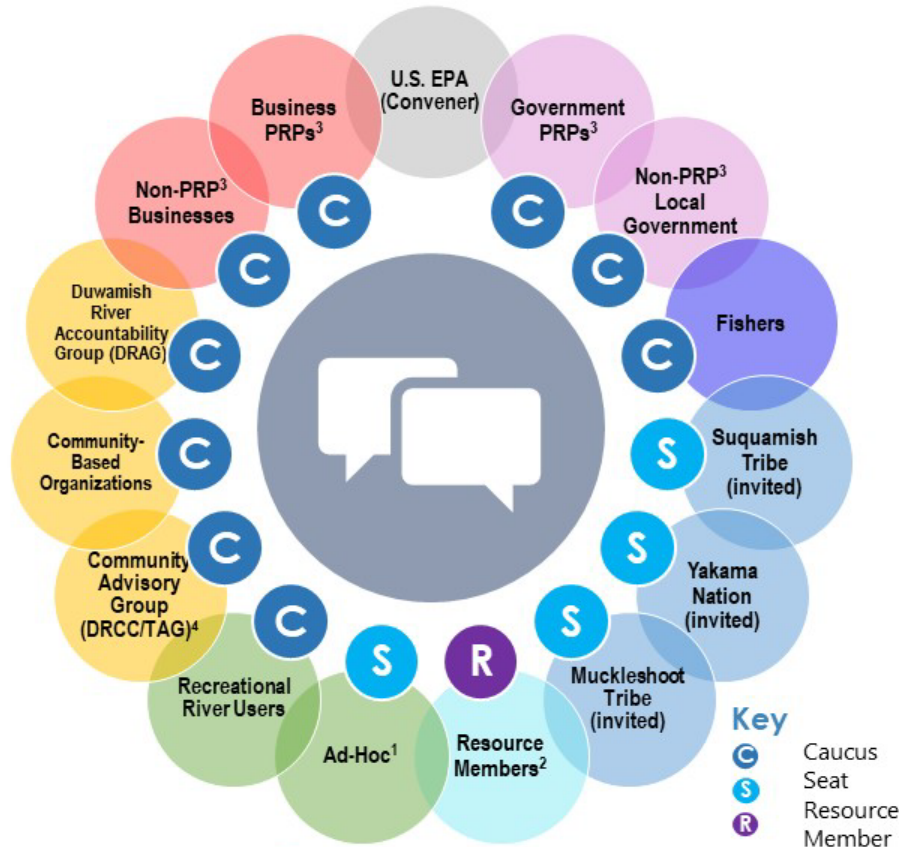 U.S. EPA
(Convener)
Government
PRPs³
Non-PRP³
Local
Government
Fishers
Suquamish
Tribe
(invited)
Yakama
Nation
(invited)
Muckleshoot
Tribe
(invited)
Resource
Members²
Ad-Hoc¹
Recreational
River Users
Community
Advisory
Group
(DRCC/TAG)⁴
Community-
Based
Organizations
Duwamish
River
Accountability
Group (DRAG)
Non-PRP³
Businesses
Business
PRPs³
C
C
C
S
S
S
R
S
C
C
C
C
C
C
Key
C Caucus
S Seat
R Resource
Member